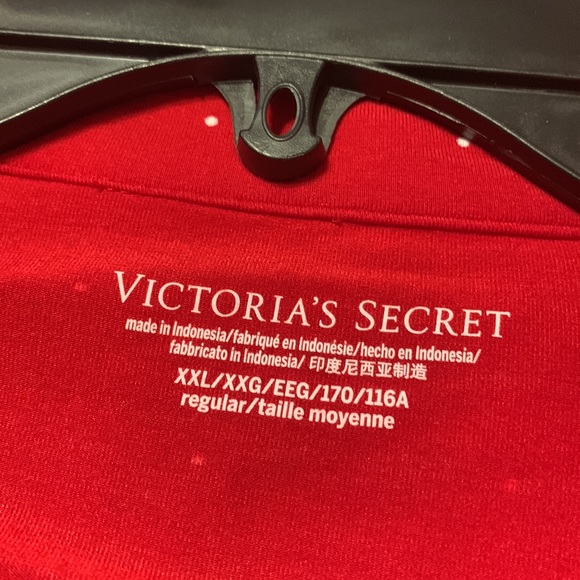 VICTORIA'S SECRET
made in Indonesia/fabriqué en Indonésie/hecho en Indonesia/
fabbricato in Indonesia/ 印度尼西亚制造
XXL/XXG/EEG/170/116A
regular/taille moyenne